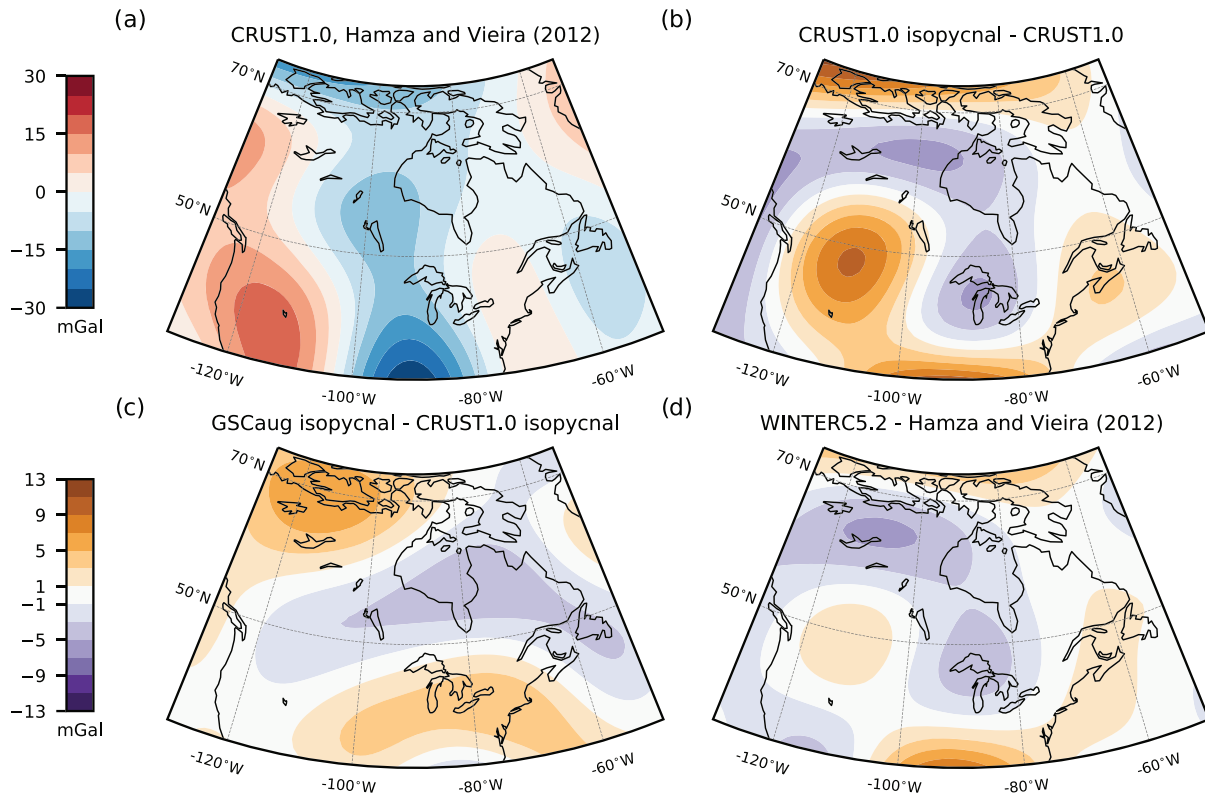 (a)
CRUST1.0, Hamza and Vieira (2012)
30
15
0
−15
−30
mGal
70°N
50°N
-120°W
-100°W
-80°W
-60°W
(b)
CRUST1.0 isopycnal - CRUST1.0
70°N
50°N
-120°W
-100°W
-80°W
-60°W
(c)
GSCaug isopycnal - CRUST1.0 isopycnal
13
9
5
1
−1
−5
−9
−13
mGal
70°N
50°N
-120°W
-100°W
-80°W
-60°W
(d)
WINTERC5.2 - Hamza and Vieira (2012)
70°N
50°N
-120°W
-100°W
-80°W
-60°W